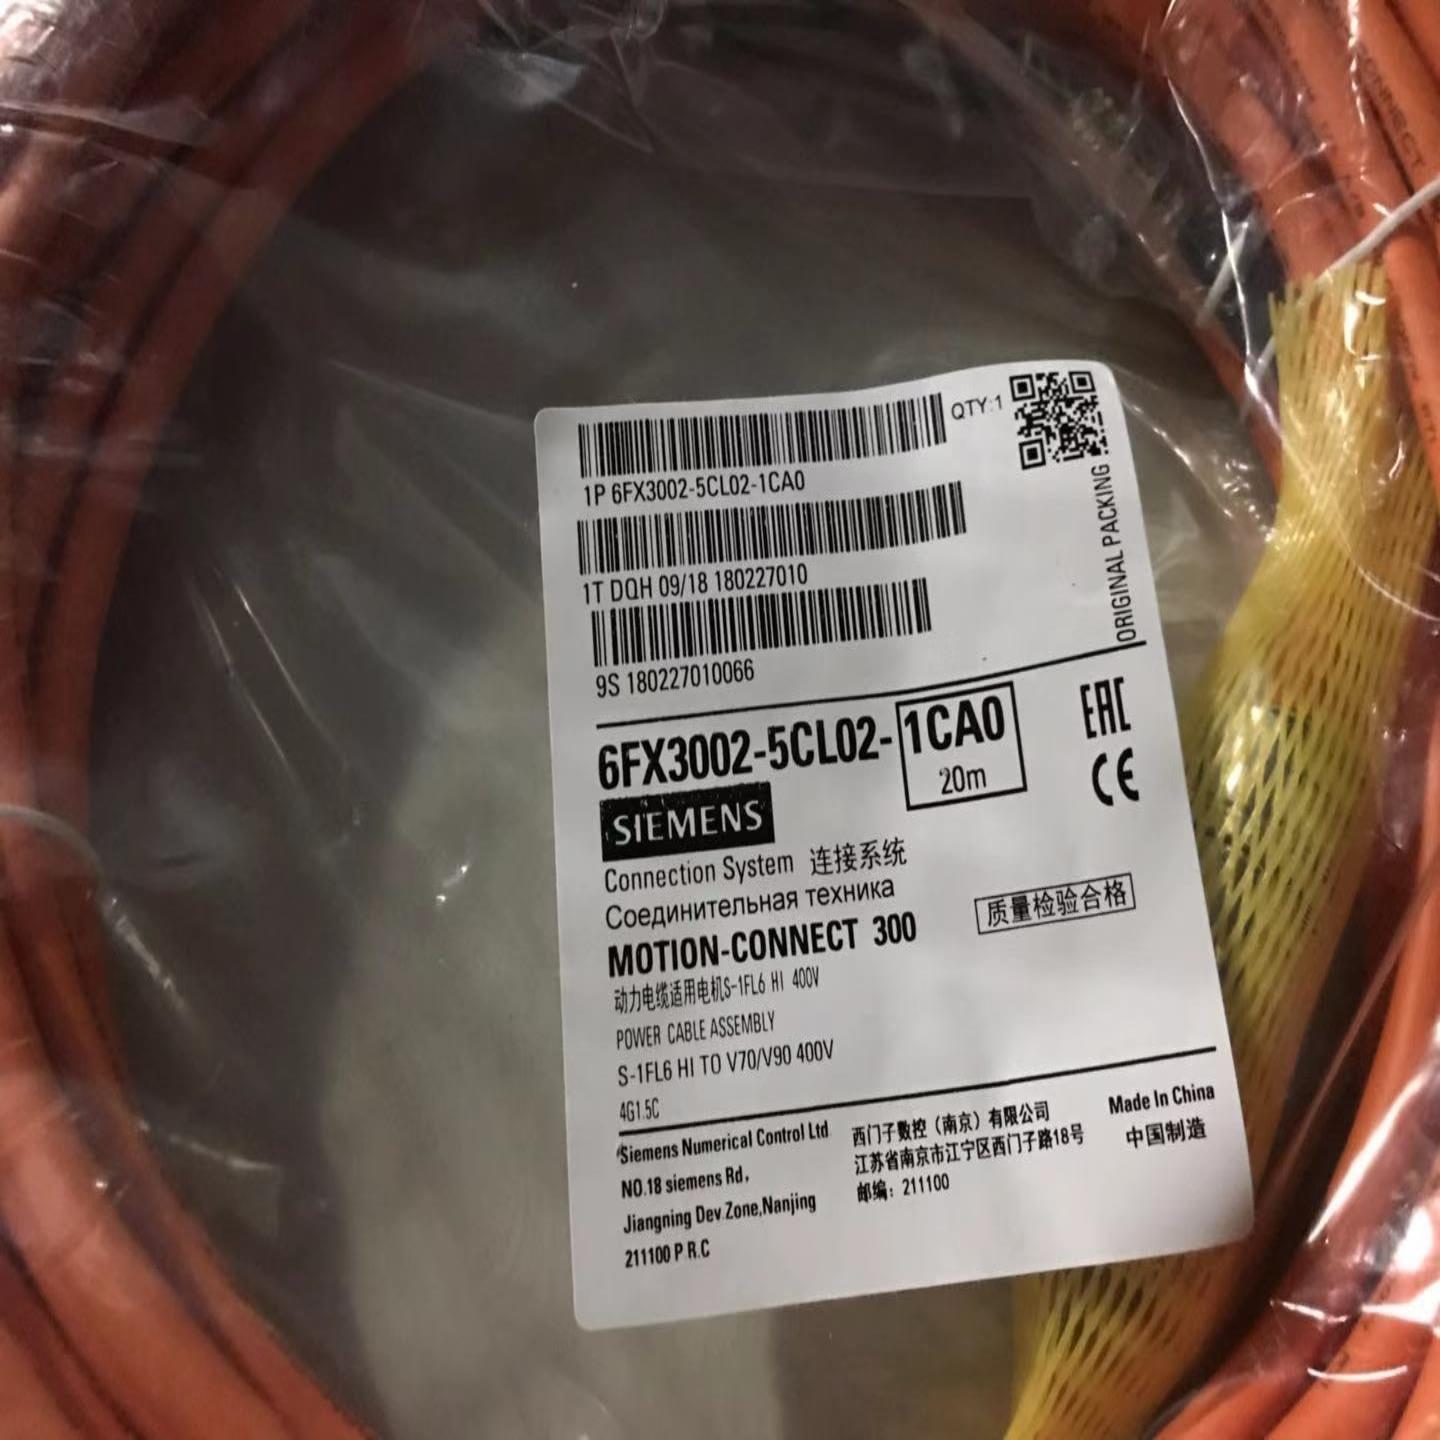 QTY:1
1P 6FX3002-5CL02-1CA0
1T DQH 09/18 180227010
9S 180227010066
ORIGINAL PACKING
6FX3002-5CL02-1CA0
20m
EAC
CE
SIEMENS
Connection System 连接系统
Соединительная техника
MOTION-CONNECT 300
质量检验合格
动力电缆适用电机S-1FL6 HI 400V
POWER CABLE ASSEMBLY
S-1FL6 HI TO V70/V90 400V
4G1.5C
Siemens Numerical Control Ltd
NO.18 siemens Rd,
Jiangning Dev.Zone,Nanjing
211100 P R.C
西门子数控（南京）有限公司
江苏省南京市江宁区西门子路18号
邮编：211100
Made In China
中国制造
CONNECT